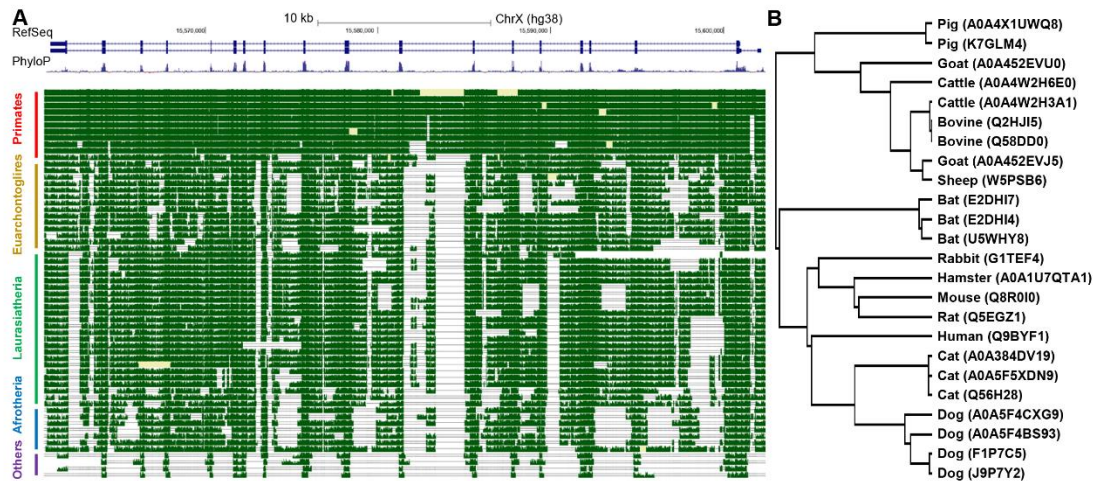 A
10 kb
ChrX (hg38)
RefSeq
15,570,000
15,580,000
15,590,000
15,600,000
PhyloP
Primates
Euarchontoglires
Laurasiatheria
Afrotheria
Others
B
Pig (A0A4X1UWQ8)
Pig (K7GLM4)
Goat (A0A452EVU0)
Cattle (A0A4W2H6E0)
Cattle (A0A4W2H3A1)
Bovine (Q2HJI5)
Bovine (Q58DD0)
Goat (A0A452EVJ5)
Sheep (W5PSB6)
Bat (E2DHI7)
Bat (E2DHI4)
Bat (U5WHY8)
Rabbit (G1TEF4)
Hamster (A0A1U7QTA1)
Mouse (Q8R0I0)
Rat (Q5EGZ1)
Human (Q9BYF1)
Cat (A0A384DV19)
Cat (A0A5F5XDN9)
Cat (Q56H28)
Dog (A0A5F4CXG9)
Dog (A0A5F4BS93)
Dog (F1P7C5)
Dog (J9P7Y2)